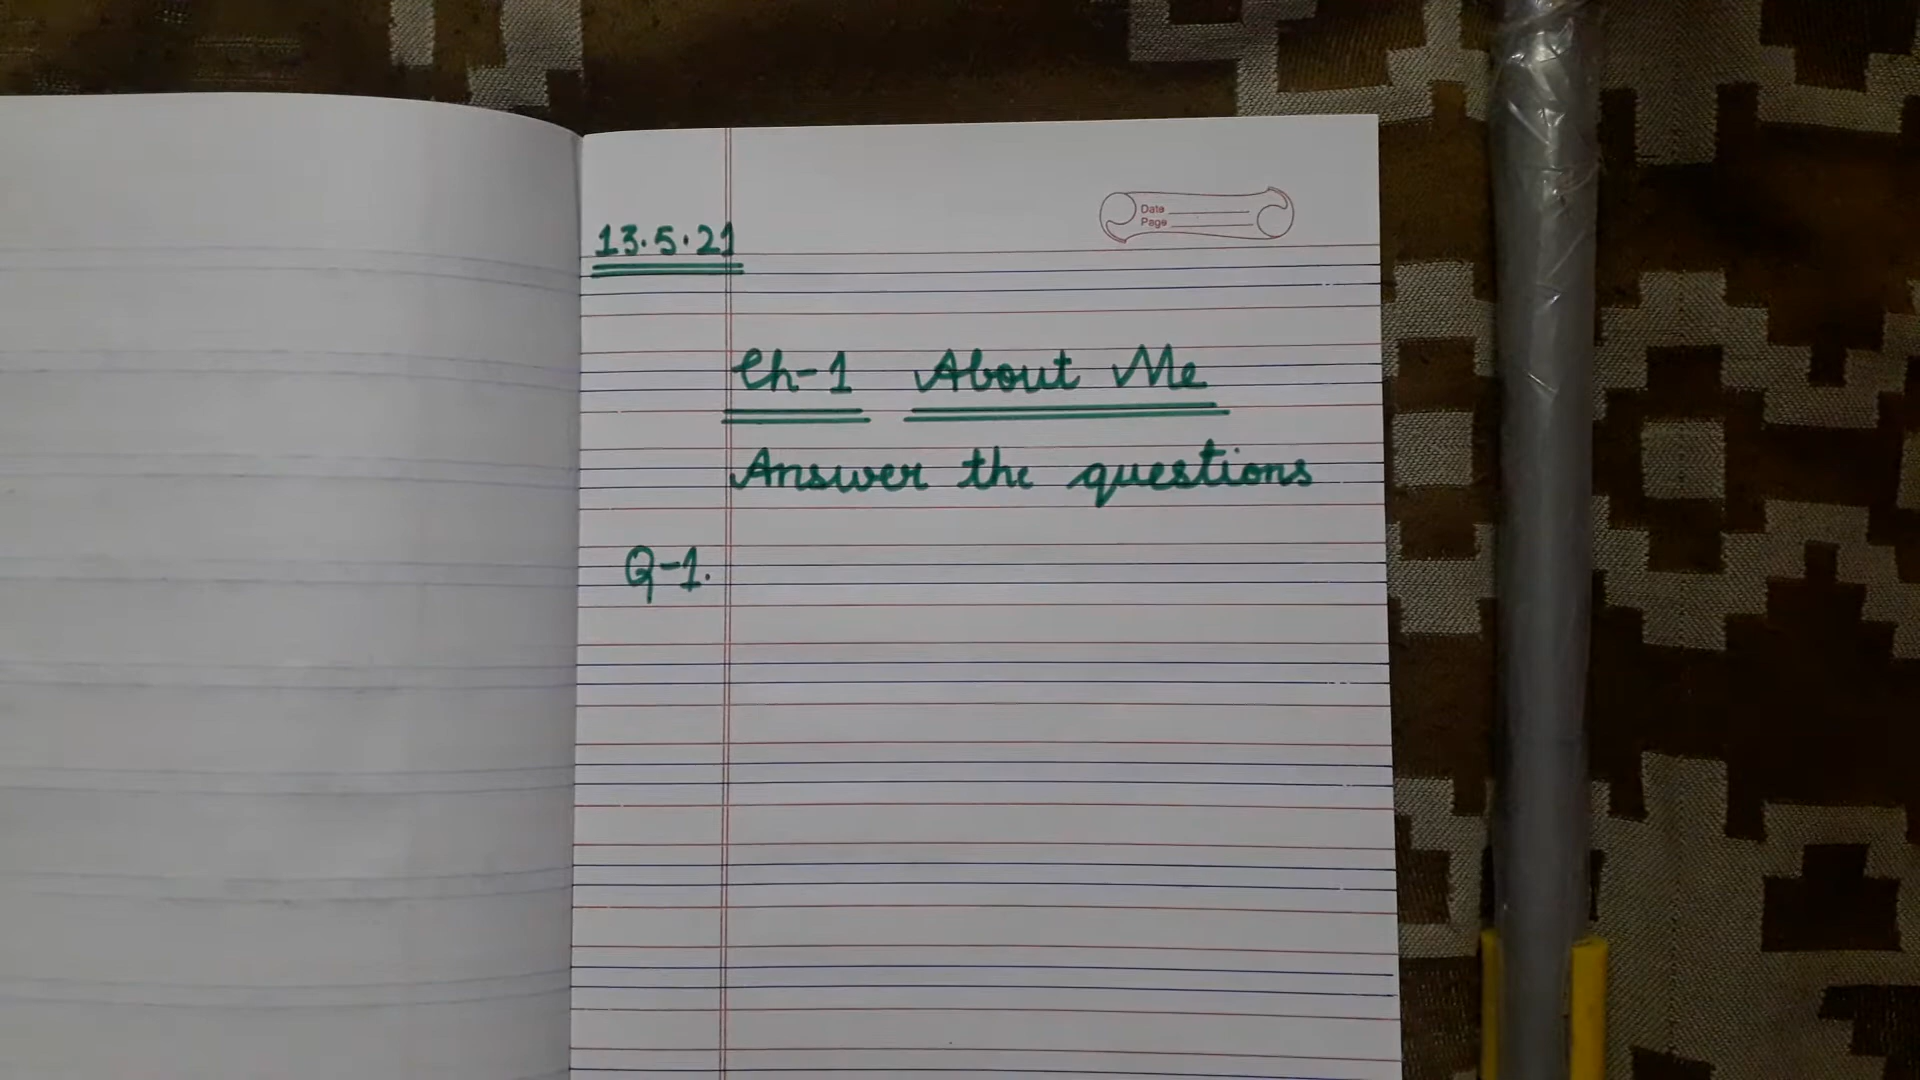 Date
Page
13.5.21
Ch-1 About Me
Answer the questions
Q-1.